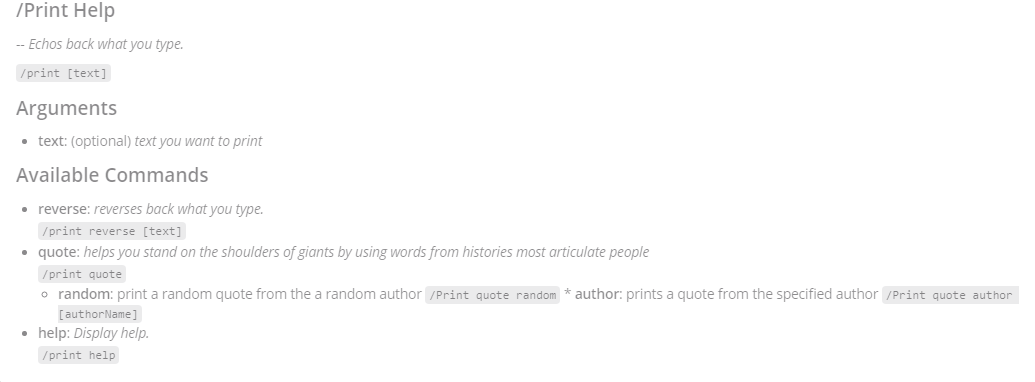 /Print Help
-- Echos back what you type.
/print [text]
Arguments
• text: (optional) text you want to print
Available Commands
• reverse: reverses back what you type.
/print reverse [text]
• quote: helps you stand on the shoulders of giants by using words from histories most articulate people
/print quote
◦ random: print a random quote from the a random author /Print quote random * author: prints a quote from the specified author /Print quote author
[authorName]
• help: Display help.
/print help